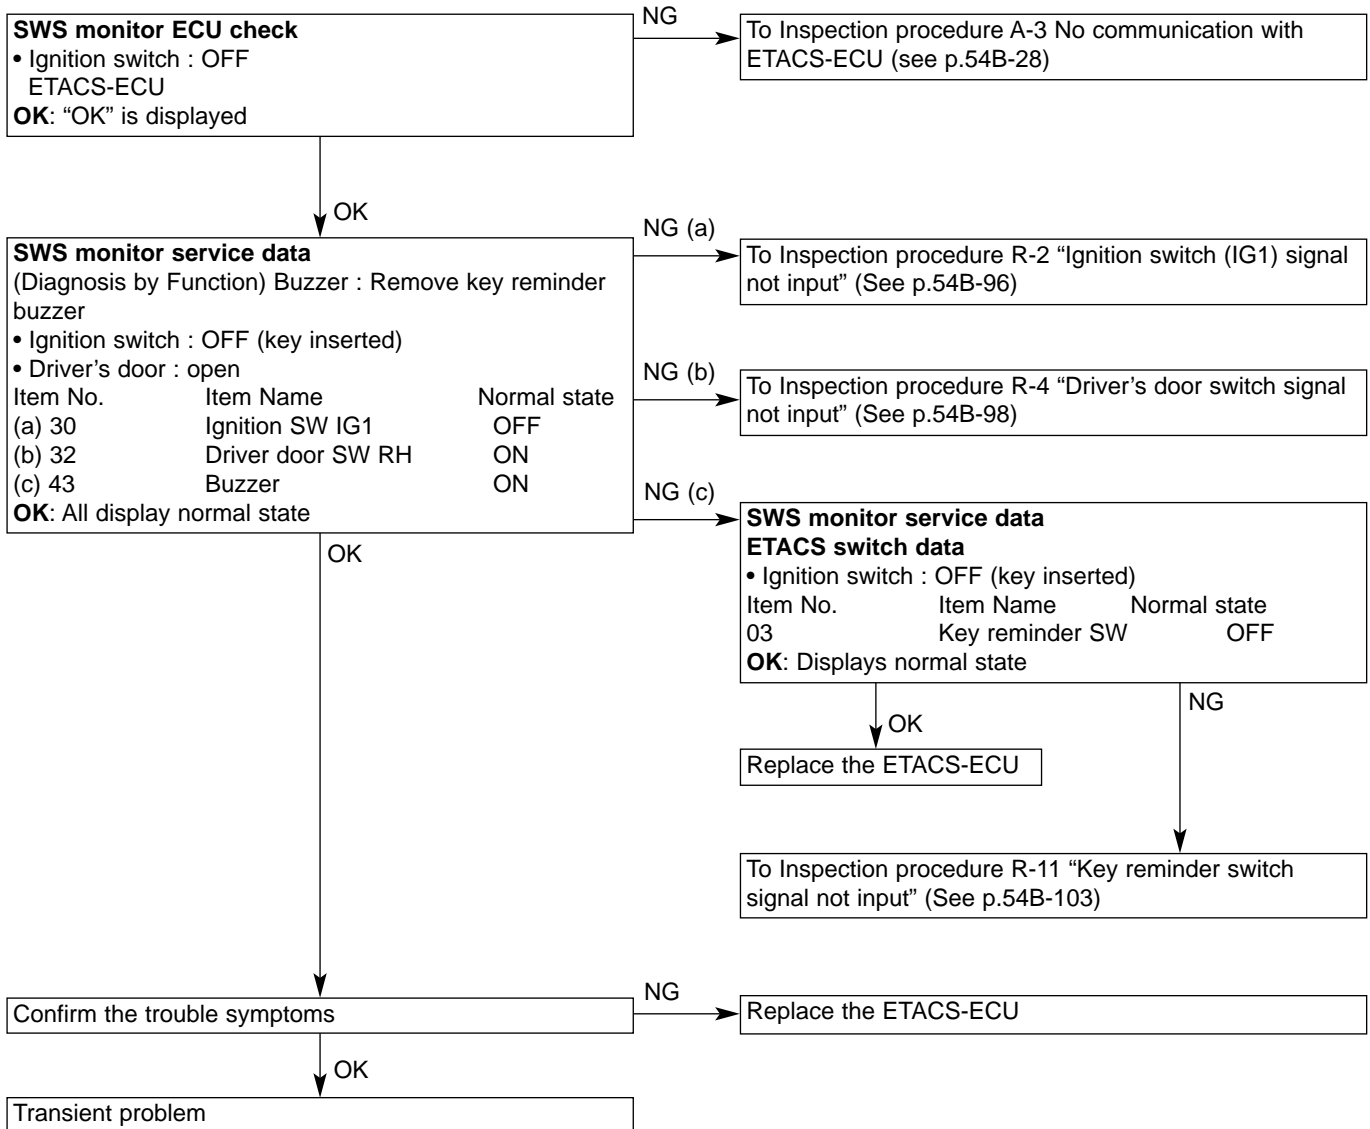 SWS monitor ECU check
• Ignition switch : OFF
ETACS-ECU
OK: “OK” is displayed
NG
To Inspection procedure A-3 No communication with
ETACS-ECU (see p.54B-28)
OK
SWS monitor service data
(Diagnosis by Function) Buzzer : Remove key reminder
buzzer
• Ignition switch : OFF (key inserted)
• Driver’s door : open
Item No. Item Name Normal state
(a) 30 Ignition SW IG1 OFF
(b) 32 Driver door SW RH ON
(c) 43 Buzzer ON
OK: All display normal state
NG (a)
To Inspection procedure R-2 “Ignition switch (IG1) signal
not input” (See p.54B-96)
NG (b)
To Inspection procedure R-4 “Driver’s door switch signal
not input” (See p.54B-98)
NG (c)
SWS monitor service data
ETACS switch data
• Ignition switch : OFF (key inserted)
Item No. Item Name Normal state
03 Key reminder SW OFF
OK: Displays normal state
OK
NG
Replace the ETACS-ECU
To Inspection procedure R-11 “Key reminder switch
signal not input” (See p.54B-103)
OK
Confirm the trouble symptoms
NG
Replace the ETACS-ECU
OK
Transient problem